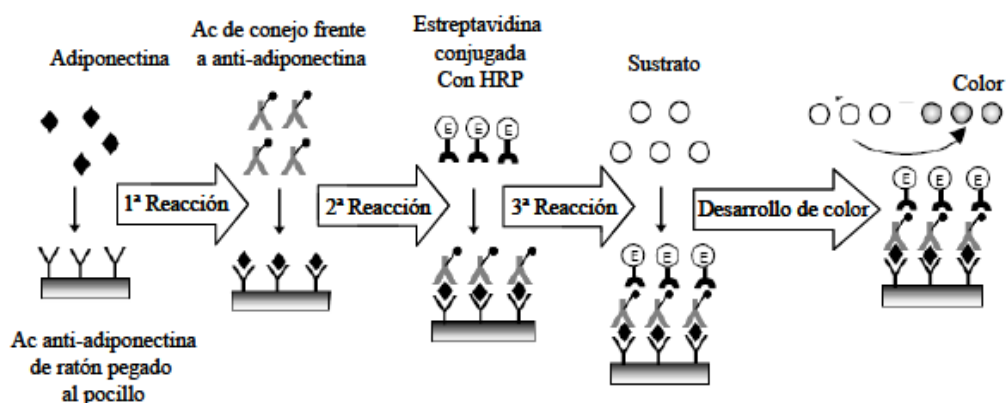 Adiponectina
Ac de conejo frente
a anti-adiponectina
Estreptavidina
conjugada
Con HRP
Sustrato
Color
E E E
1ª Reacción
2ª Reacción
3ª Reacción
Desarrollo de color
E E E
E E E
Ac anti-adiponectina
de ratón pegado
al pocillo